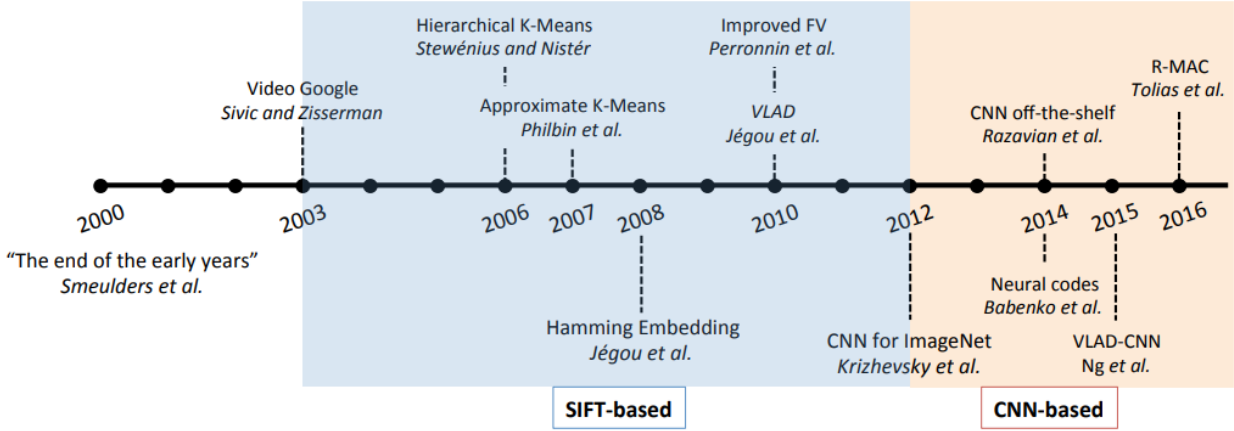 Hierarchical K-Means
Stewénius and Nistér
Improved FV
Perronnin et al.
R-MAC
Tolias et al.
Video Google
Sivic and Zisserman
Approximate K-Means
Philbin et al.
VLAD
Jégou et al.
CNN off-the-shelf
Razavian et al.
2000
2003
2006
2007
2008
2010
2012
2014
2015
2016
“The end of the early years”
Smeulders et al.
Hamming Embedding
Jégou et al.
CNN for ImageNet
Krizhevsky et al.
Neural codes
Babenko et al.
VLAD-CNN
Ng et al.
SIFT-based
CNN-based